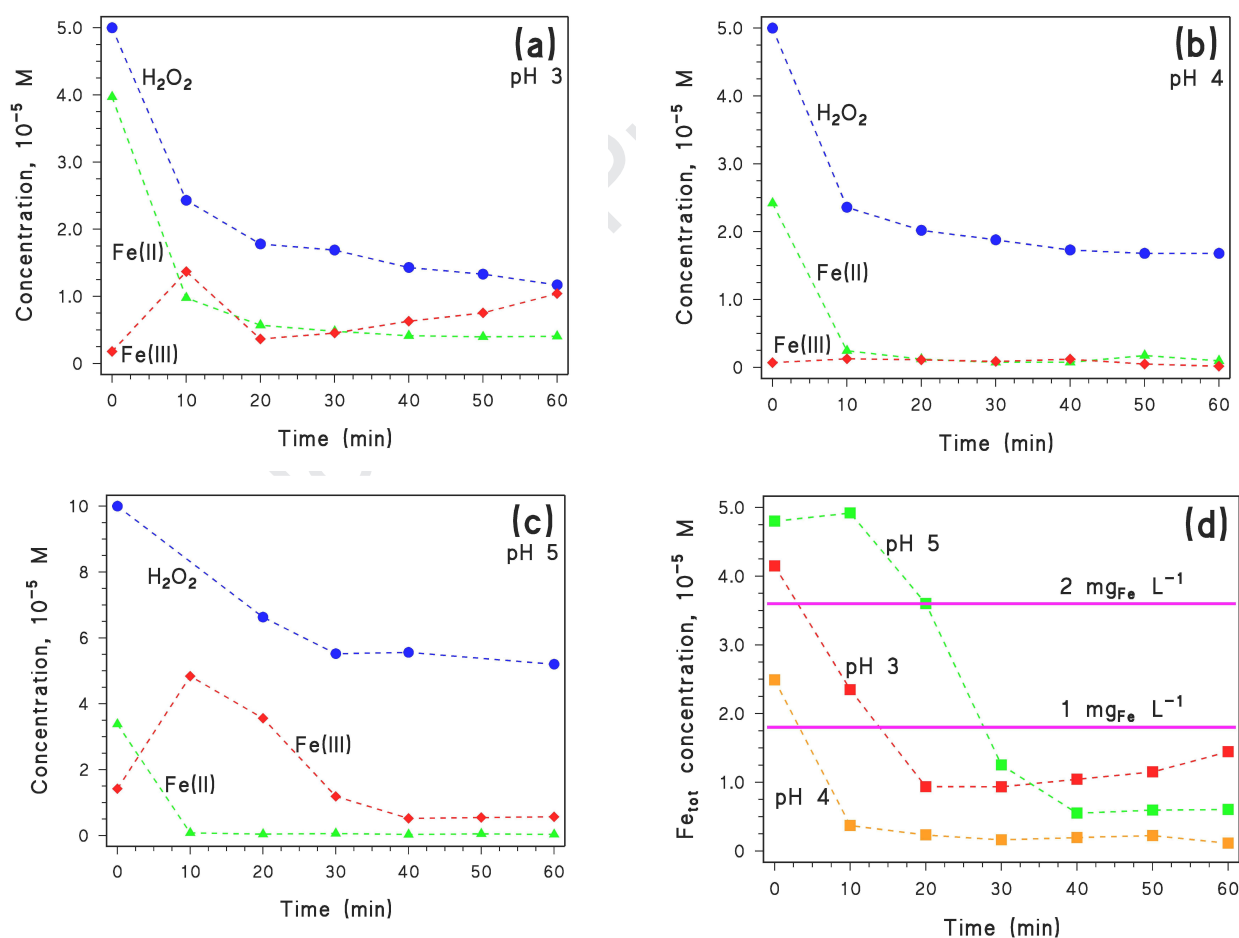 (a)
pH 3
H₂O₂
Fe(II)
Fe(III)
5.0
4.0
3.0
2.0
1.0
0
0 10 20 30 40 50 60
Concentration, 10⁻⁵ M
Time (min)
(b)
pH 4
H₂O₂
Fe(II)
Fe(III)
5.0
4.0
3.0
2.0
1.0
0
0 10 20 30 40 50 60
Concentration, 10⁻⁵ M
Time (min)
(c)
pH 5
H₂O₂
Fe(III)
Fe(II)
10
8
6
4
2
0
0 10 20 30 40 50 60
Concentration, 10⁻⁵ M
Time (min)
(d)
pH 5
2 mgFe L⁻¹
pH 3
1 mgFe L⁻¹
pH 4
5.0
4.0
3.0
2.0
1.0
0
0 10 20 30 40 50 60
Fetot concentration, 10⁻⁵ M
Time (min)